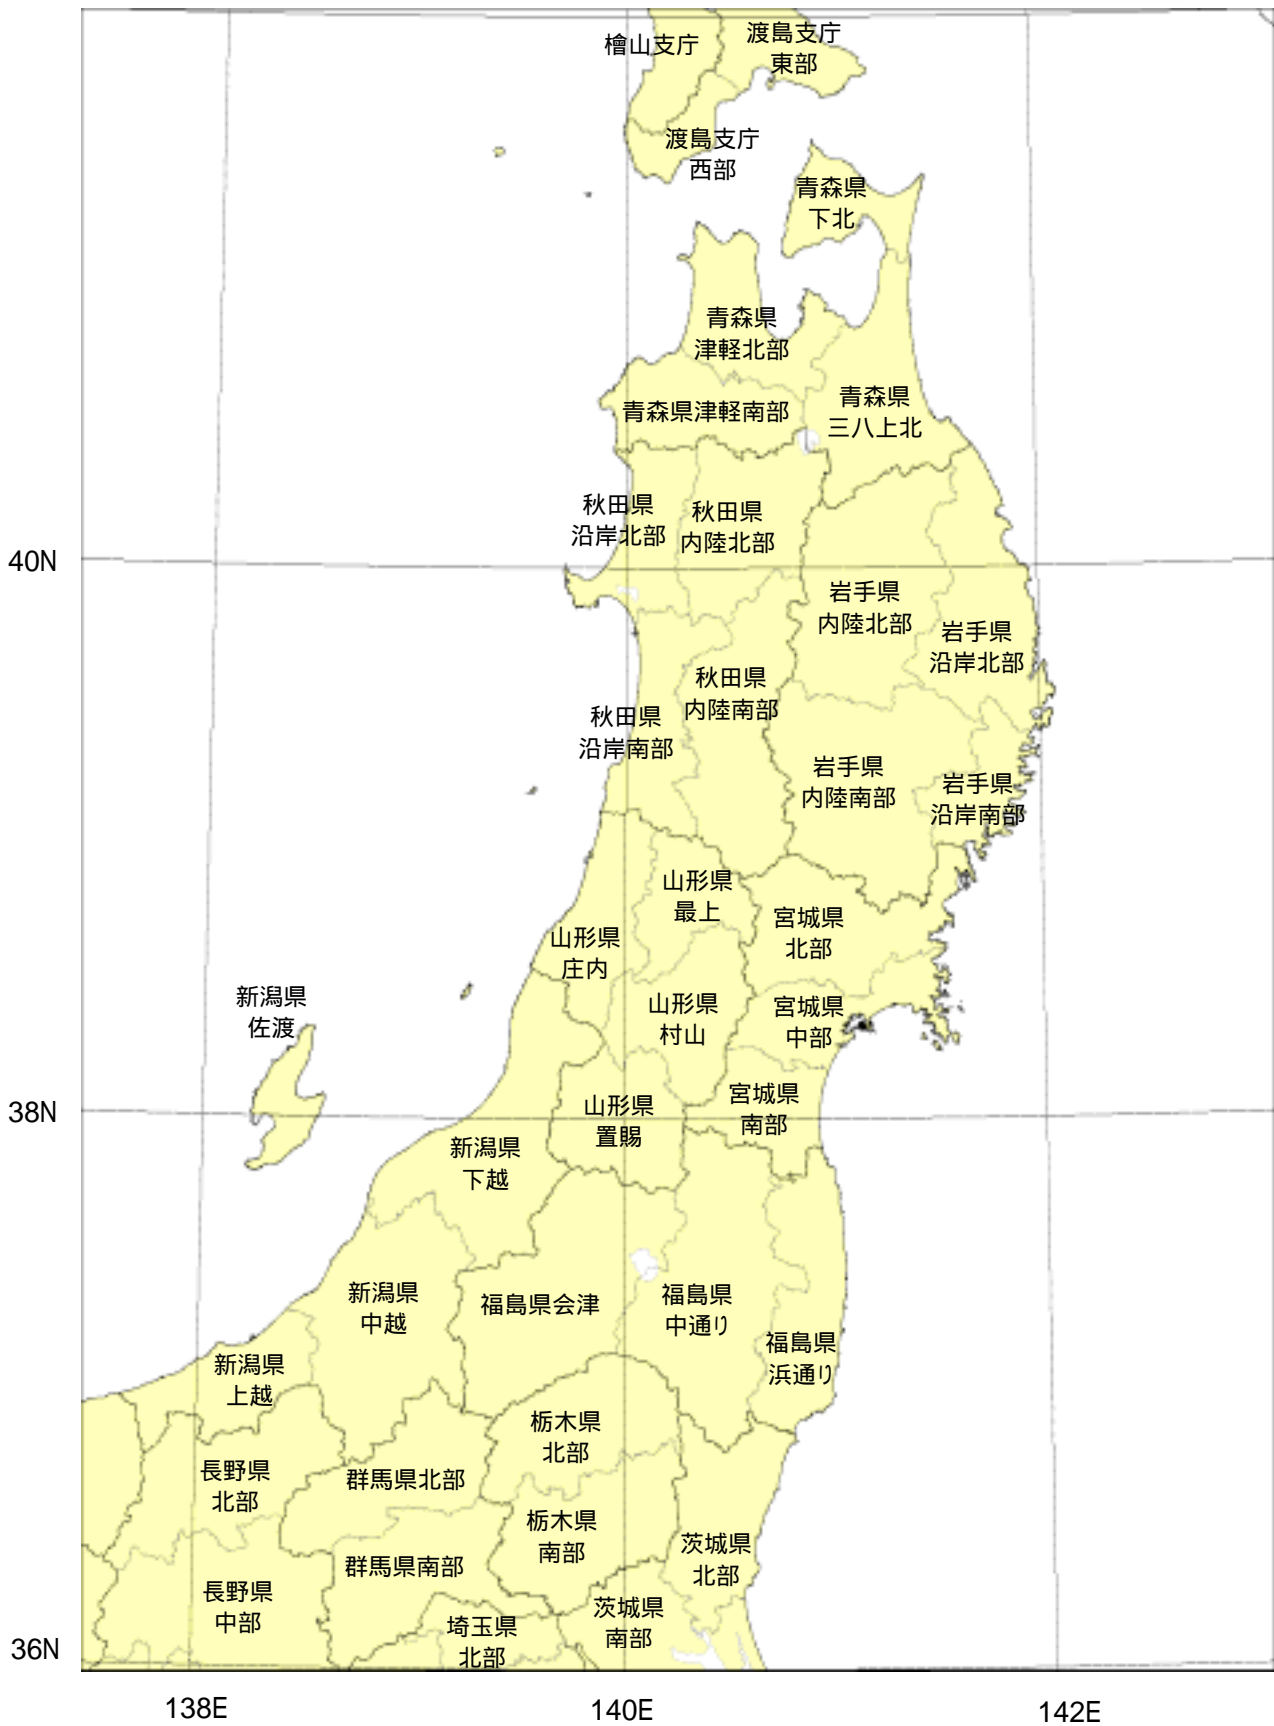 檜山支庁
渡島支庁
東部
渡島支庁
西部
青森県
下北
青森県
津軽北部
青森県津軽南部
青森県
三八上北
秋田県
沿岸北部
秋田県
内陸北部
40N
岩手県
内陸北部
岩手県
沿岸北部
秋田県
内陸南部
秋田県
沿岸南部
岩手県
内陸南部
岩手県
沿岸南部
山形県
最上
宮城県
北部
山形県
庄内
新潟県
佐渡
山形県
村山
宮城県
中部
38N
山形県
置賜
宮城県
南部
新潟県
下越
新潟県
中越
福島県会津
福島県
中通り
福島県
浜通り
新潟県
上越
栃木県
北部
長野県
北部
群馬県北部
栃木県
南部
群馬県南部
茨城県
北部
長野県
中部
埼玉県
北部
茨城県
南部
36N
138E
140E
142E